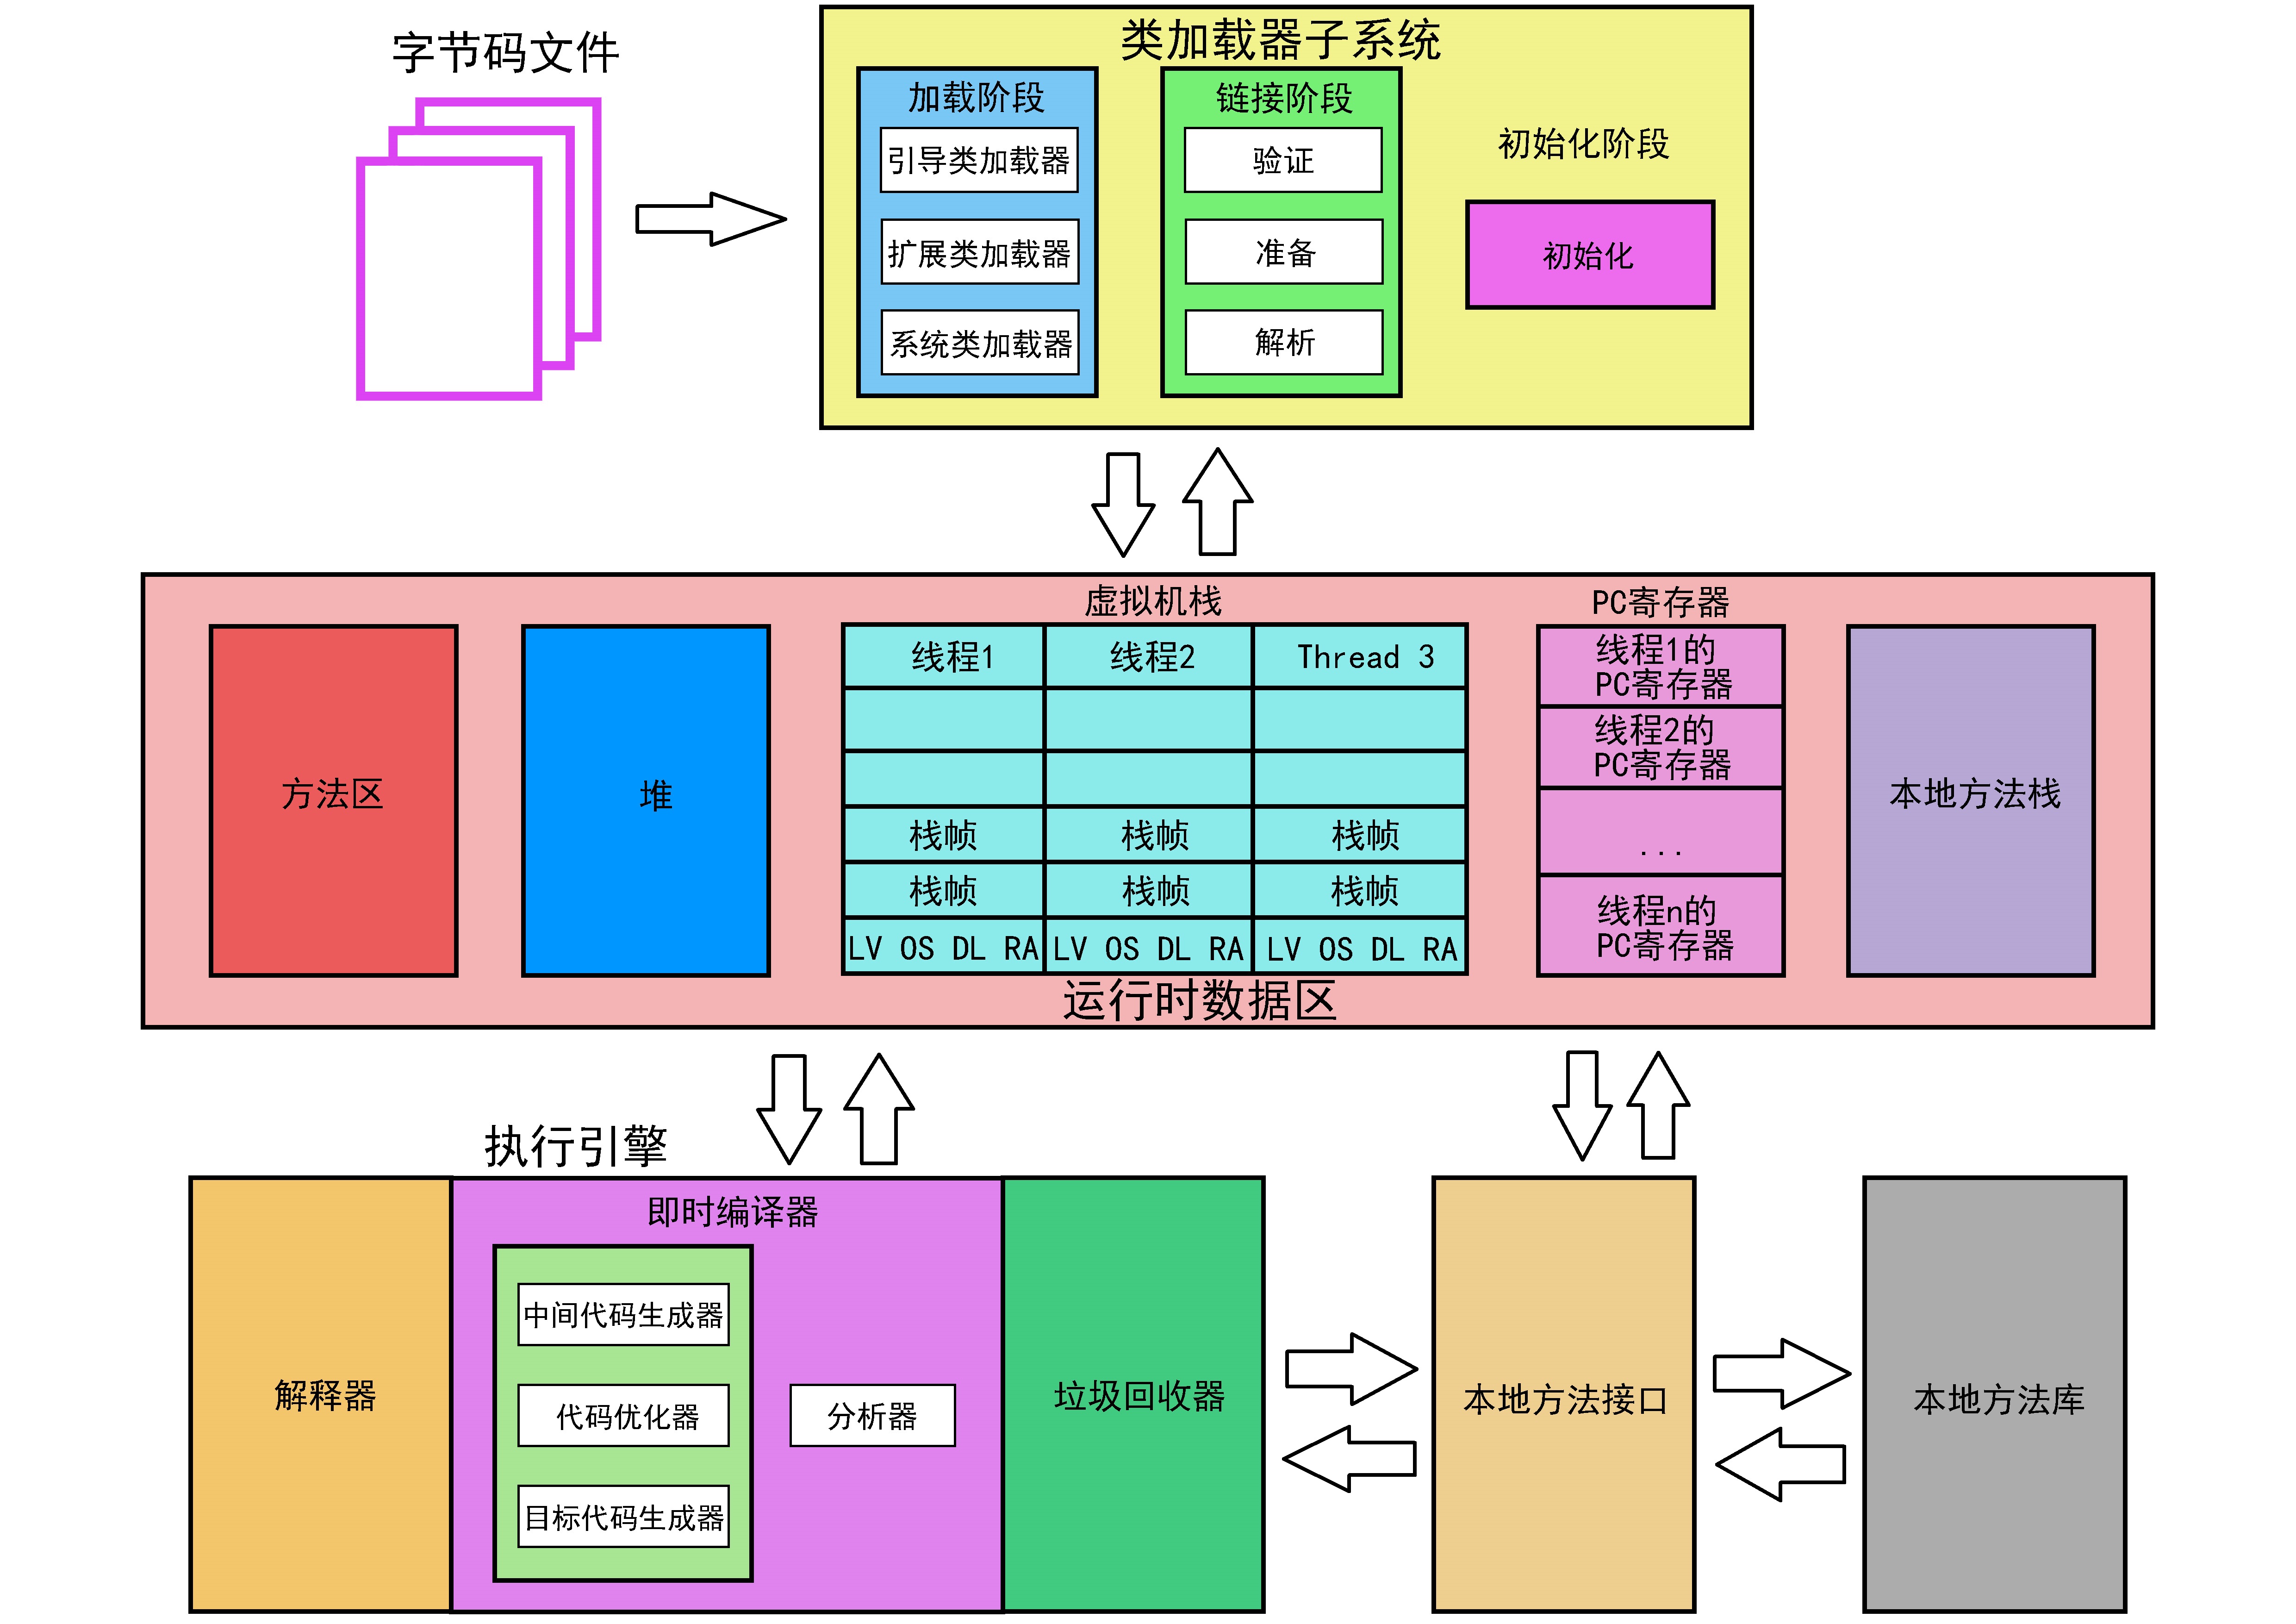 字节码文件
类加载器子系统
加载阶段
引导类加载器
扩展类加载器
系统类加载器
链接阶段
验证
准备
解析
初始化阶段
初始化
方法区
堆
虚拟机栈
线程1 线程2 Thread 3
栈帧 栈帧 栈帧
栈帧 栈帧 栈帧
LV OS DL RA LV OS DL RA LV OS DL RA
PC寄存器
线程1的
PC寄存器
线程2的
PC寄存器
...
线程n的
PC寄存器
本地方法栈
运行时数据区
执行引擎
解释器
即时编译器
中间代码生成器
代码优化器
目标代码生成器
分析器
垃圾回收器
本地方法接口
本地方法库